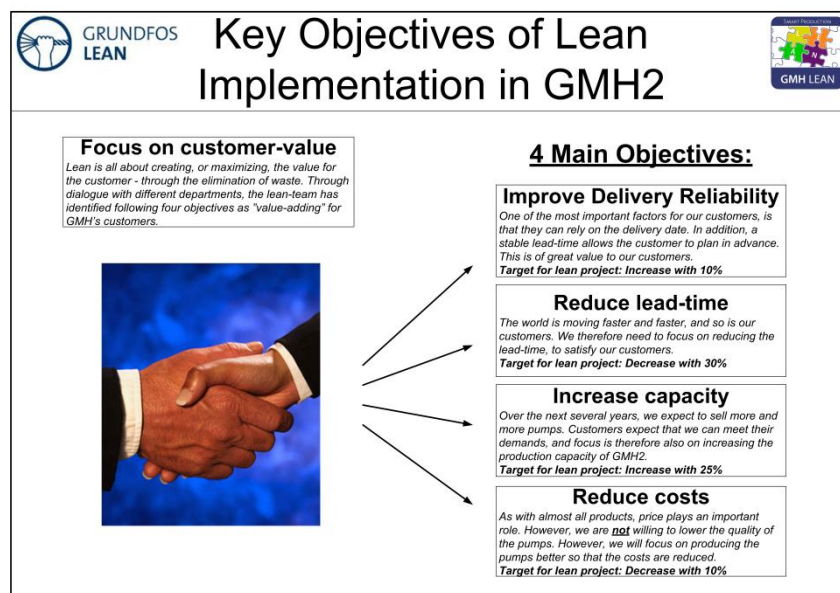 GRUNDFOS
LEAN
Key Objectives of Lean
Implementation in GMH2
SMART PRODUCTION
L
E
A
N
GMH LEAN
Focus on customer-value
Lean is all about creating, or maximizing, the value for
the customer - through the elimination of waste. Through
dialogue with different departments, the lean-team has
identified following four objectives as "value-adding" for
GMH's customers.
4 Main Objectives:
Improve Delivery Reliability
One of the most important factors for our customers, is
that they can rely on the delivery date. In addition, a
stable lead-time allows the customer to plan in advance.
This is of great value to our customers.
Target for lean project: Increase with 10%
Reduce lead-time
The world is moving faster and faster, and so is our
customers. We therefore need to focus on reducing the
lead-time, to satisfy our customers.
Target for lean project: Decrease with 30%
Increase capacity
Over the next several years, we expect to sell more and
more pumps. Customers expect that we can meet their
demands, and focus is therefore also on increasing the
production capacity of GMH2.
Target for lean project: Increase with 25%
Reduce costs
As with almost all products, price plays an important
role. However, we are not willing to lower the quality of
the pumps. However, we will focus on producing the
pumps better so that the costs are reduced.
Target for lean project: Decrease with 10%